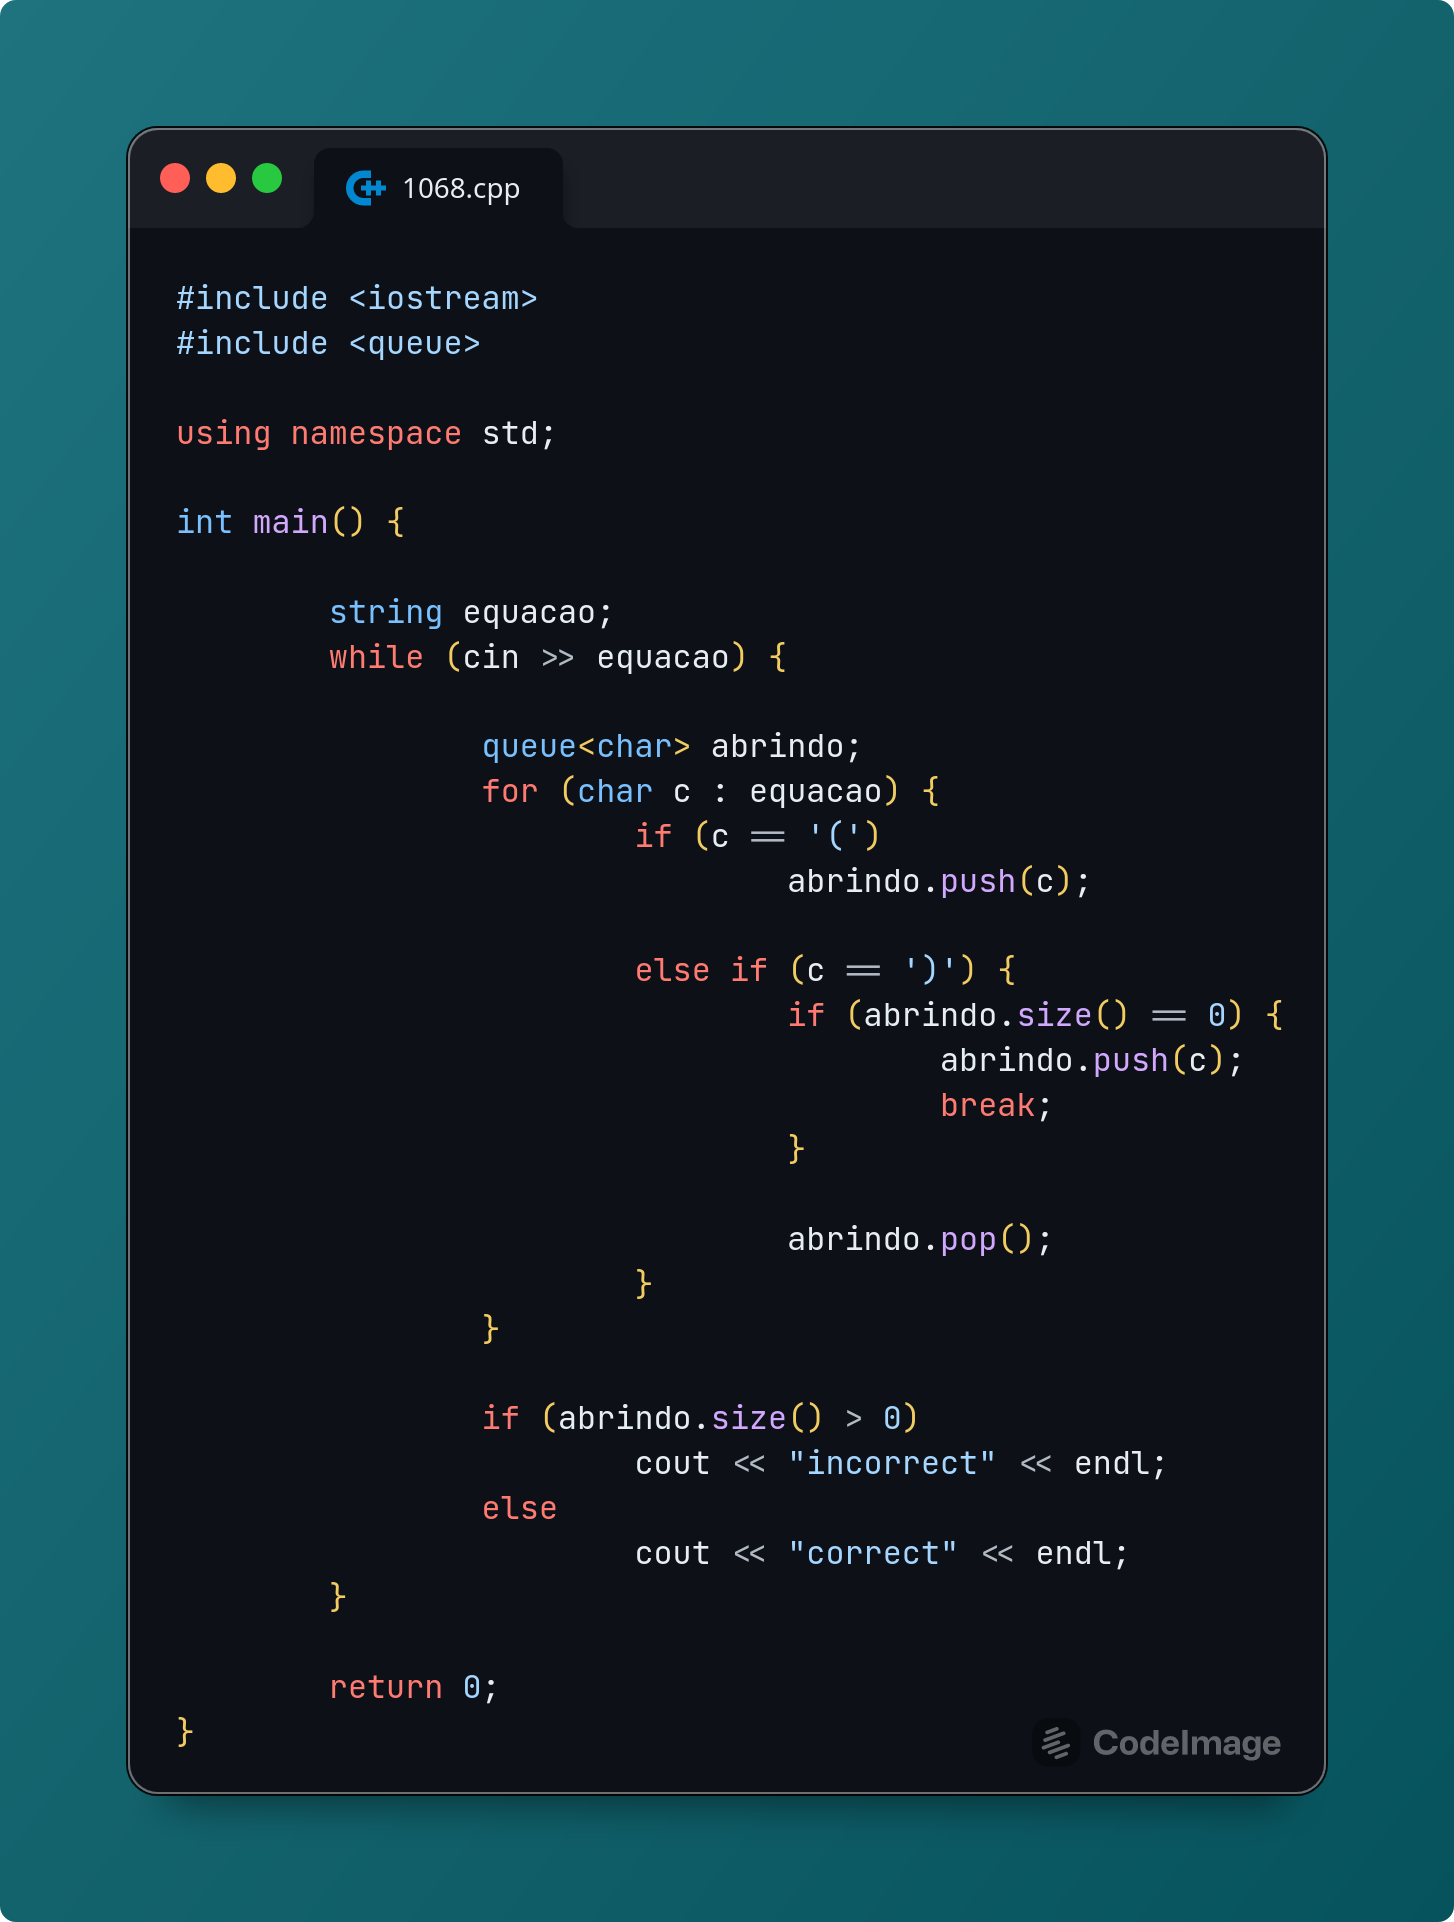 1068.cpp
#include <iostream>
#include <queue>
using namespace std;
int main() {
string equacao;
while (cin >> equacao) {
queue<char> abrindo;
for (char c : equacao) {
if (c == '(')
abrindo.push(c);
else if (c == ')') {
if (abrindo.size() == 0) {
abrindo.push(c);
break;
}
abrindo.pop();
}
}
if (abrindo.size() > 0)
cout << "incorrect" << endl;
else
cout << "correct" << endl;
}
return 0;
}
CodeImage